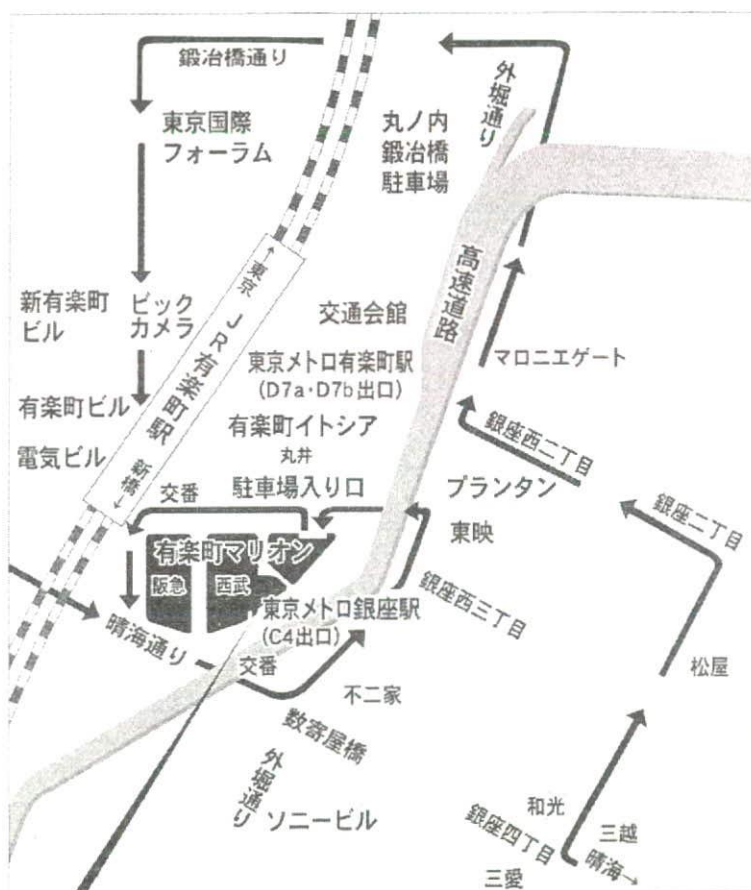 鍛冶橋通り
外堀通り
東京国際
フォーラム
丸ノ内
鍛冶橋
駐車場
高速道路
←東京 JR有楽町駅 新橋→
新有楽町
ビル
ビック
カメラ
交通会館
マロニエゲート
東京メトロ有楽町駅
(D7a・D7b出口)
有楽町ビル
有楽町イトシア
丸井
銀座西二丁目
電気ビル
交番
駐車場入り口
プランタン
銀座二丁目
東映
有楽町マリオン
阪急
西武
東京メトロ銀座駅
(C4出口)
銀座西三丁目
晴海通り
交番
松屋
不二家
数寄屋橋
外堀通り
ソニービル
和光
銀座四丁目
三越
晴海→
三愛